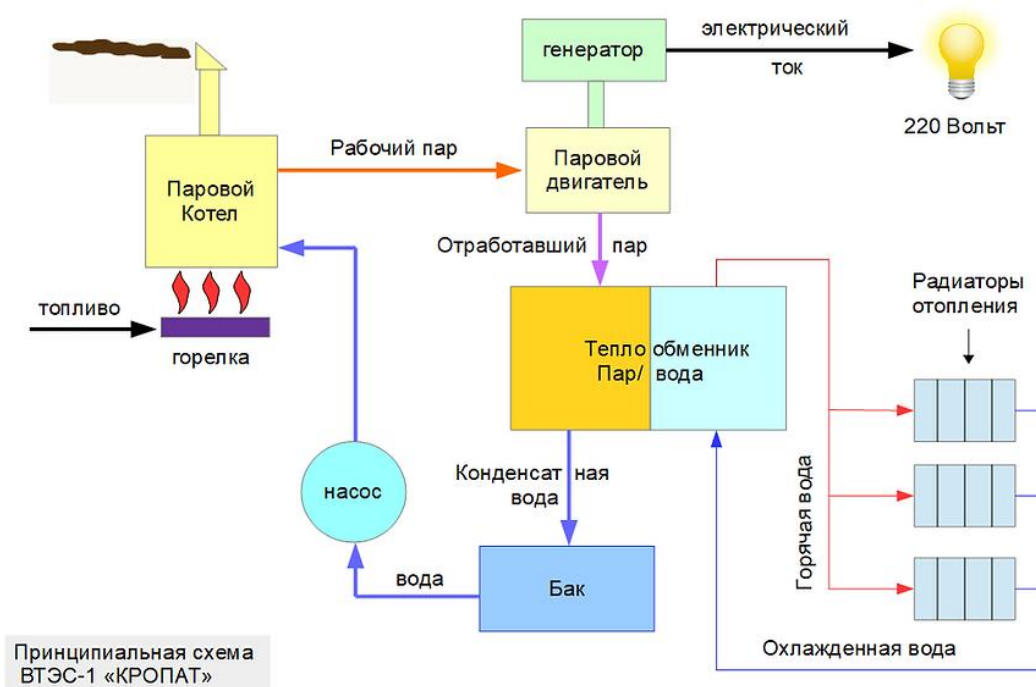 генератор
электрический
ток
220 Вольт
Паровой
Котел
Рабочий пар
Паровой
двигатель
Отработавший пар
топливо
горелка
Тепло обменник
Пар/ вода
Радиаторы
отопления
насос
Конденсат ная
вода
Горячая вода
вода
Бак
Охлажденная вода
Принципиальная схема
ВТЭС-1 «КРОПАТ»